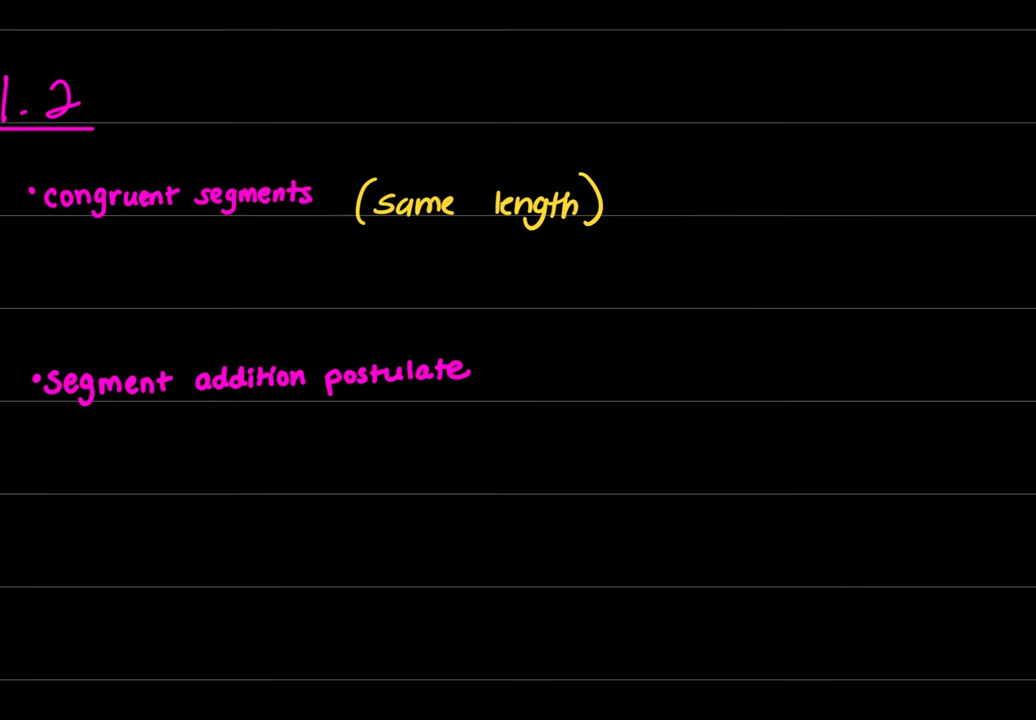 1.2
• congruent segments (same length)
• segment addition postulate